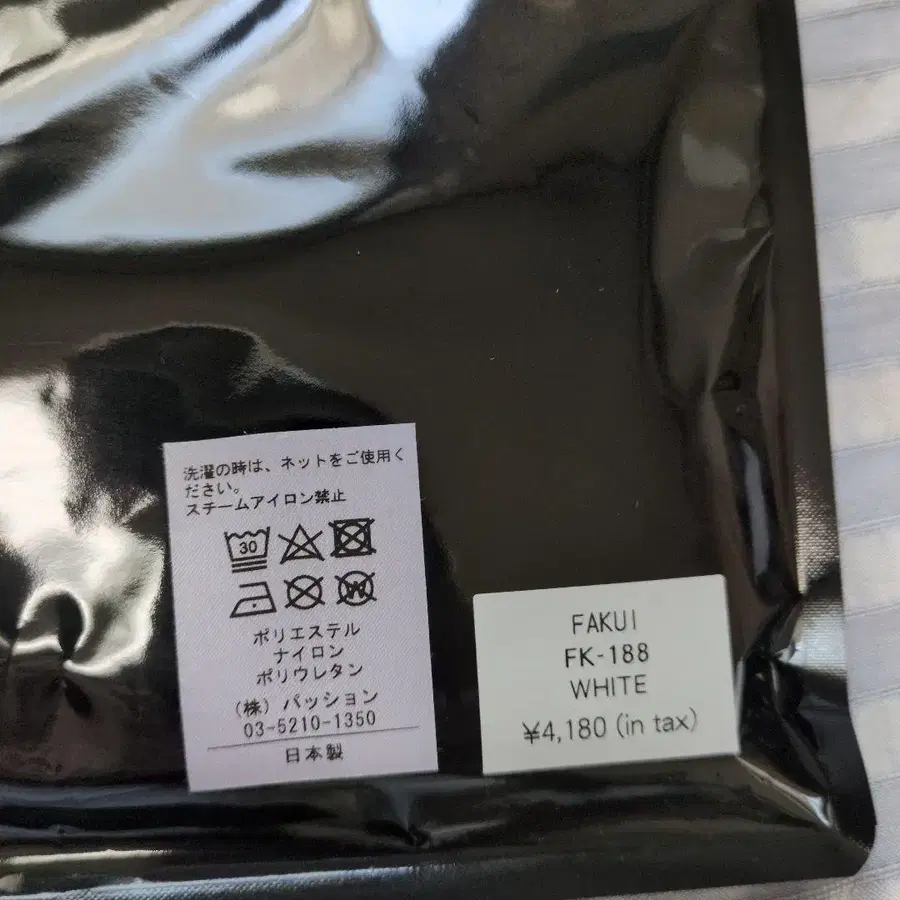 洗濯の時は、ネットをご使用く
ださい。
スチームアイロン禁止
30
W
ポリエステル
ナイロン
ポリウレタン
（株）パッション
03-5210-1350
日本製
FAKUI
FK-188
WHITE
¥4,180 (in tax)